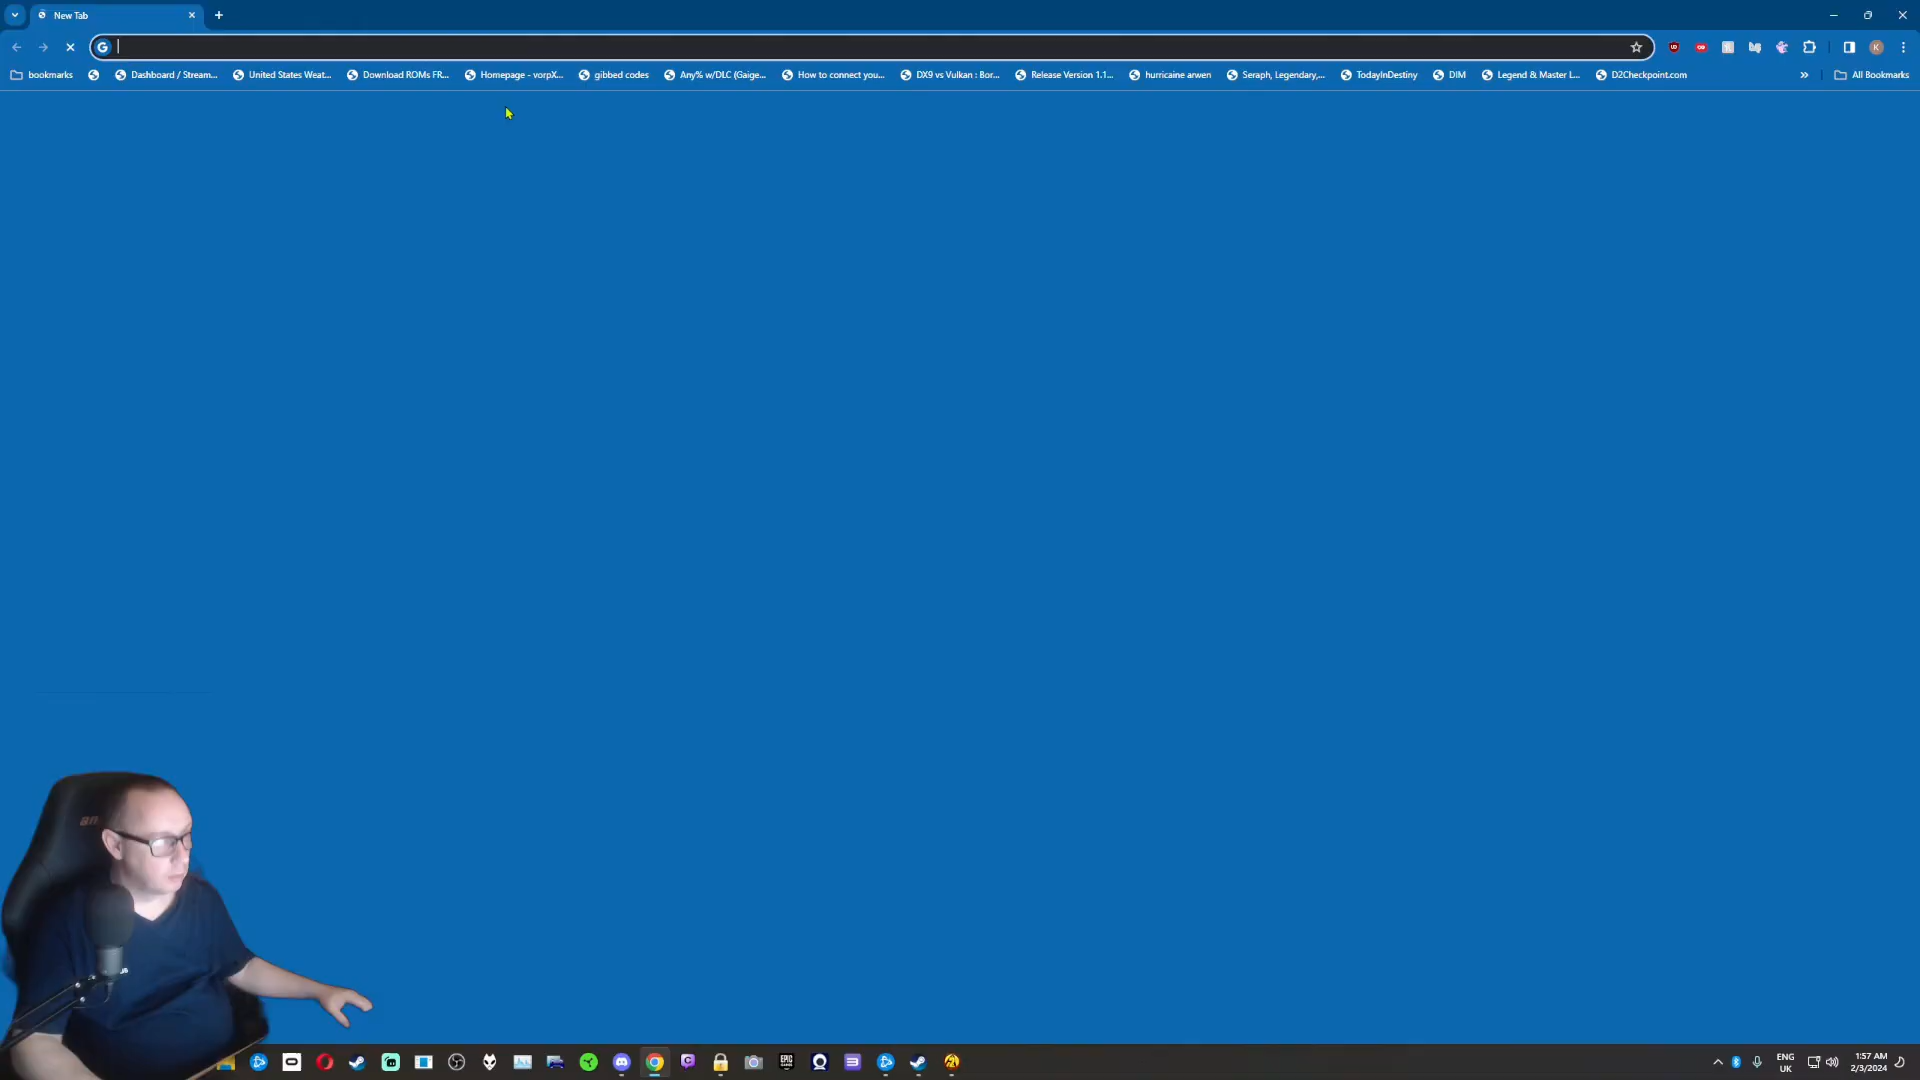 New Tab
bookmarks Dashboard / Stream... United States Weat... Download ROMs FR... Homepage - vorpX... gibbed codes Any% w/DLC (Gaige... How to connect you... DX9 vs Vulkan : Bor... Release Version 1.1... hurricaine arwen Seraph, Legendary,... TodayInDestiny DIM Legend & Master L... D2Checkpoint.com » All Bookmarks
ENG 1:57 AM
UK 2/3/2024